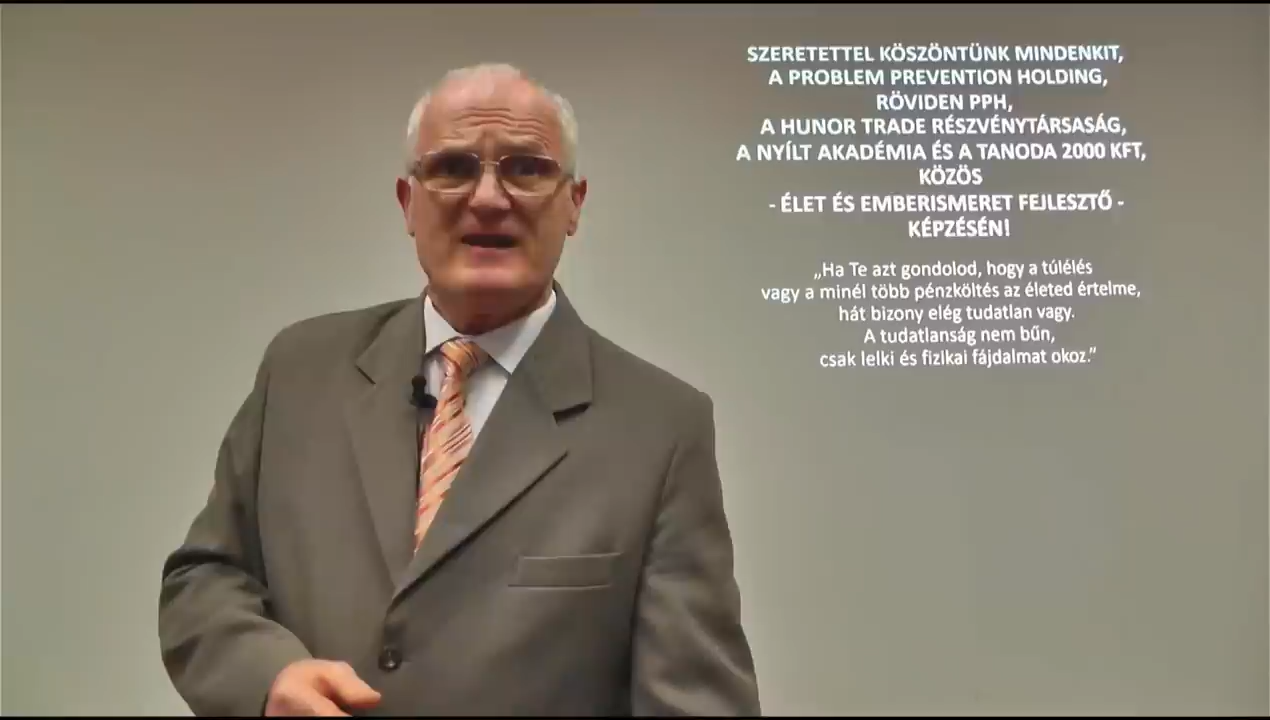 SZERETETTEL KÖSZÖNTÜNK MINDENKIT,
A PROBLEM PREVENTION HOLDING,
RÖVIDEN PPH,
A HUNOR TRADE RÉSZVÉNYTÁRSASÁG,
A NYÍLT AKADÉMIA ÉS A TANODA 2000 KFT,
KÖZÖS
- ÉLET ÉS EMBERISMERET FEJLESZTŐ -
KÉPZÉSÉN!
„Ha Te azt gondolod, hogy a túlélés
vagy a minél több pénzköltés az életed értelme,
hát bizony elég tudatlan vagy.
A tudatlanság nem bűn,
csak lelki és fizikai fájdalmat okoz.”